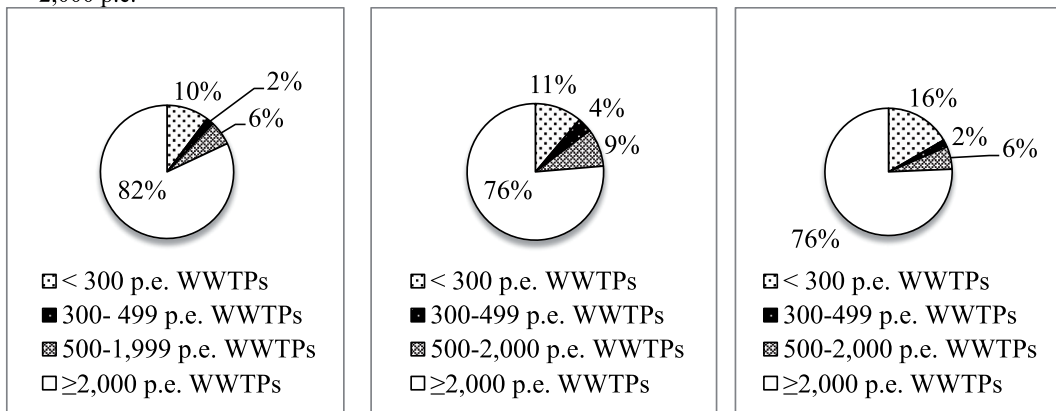 2,000 p.e.
10%
2%
6%
82%
< 300 p.e. WWTPs
300- 499 p.e. WWTPs
500-1,999 p.e. WWTPs
≥2,000 p.e. WWTPs
11%
4%
9%
76%
< 300 p.e. WWTPs
300-499 p.e. WWTPs
500-2,000 p.e. WWTPs
≥2,000 p.e. WWTPs
16%
2%
6%
76%
< 300 p.e. WWTPs
300-499 p.e. WWTPs
500-2,000 p.e. WWTPs
≥2,000 p.e. WWTPs